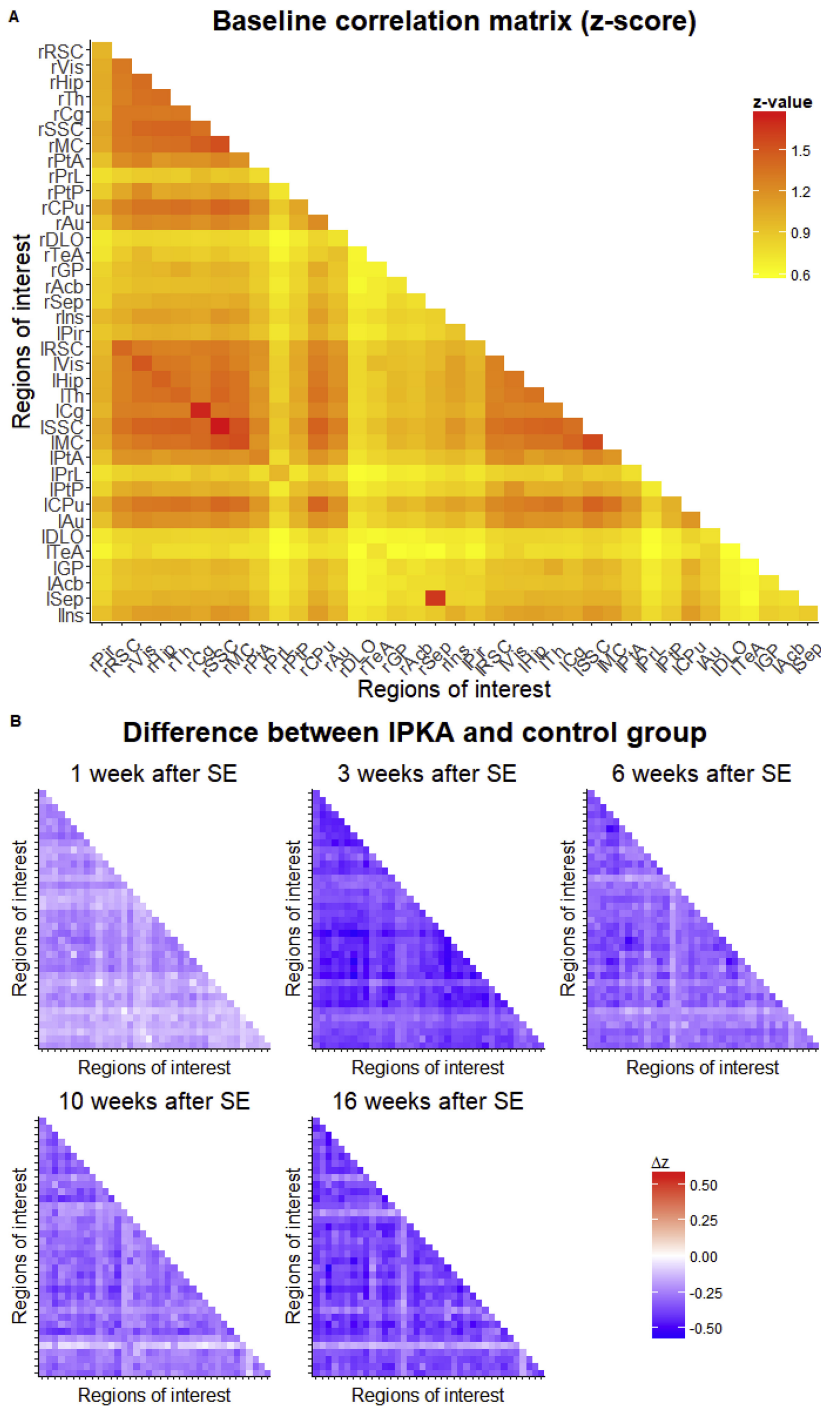 A
Baseline correlation matrix (z-score)
rRSC
rVis
rHip
rTh
rCg
rSSC
rMC
rPtA
rPrL
rPtP
rCPu
rAu
rDLO
rTeA
rGP
rAcb
rSep
rIns
lPir
lRSC
lVis
lHip
lTh
lCg
lSSC
lMC
lPtA
lPrL
lPtP
lCPu
lAu
lDLO
lTeA
lGP
lAcb
lSep
lIns
Regions of interest
z-value
1.5
1.2
0.9
0.6
rPir
rRSC
rVis
rHip
rTh
rCg
rSSC
rMC
rPtA
rPrL
rPtP
rCPu
rAu
rDLO
rTeA
rGP
rAcb
rSep
rIns
lPir
lRSC
lVis
lHip
lTh
lCg
lSSC
lMC
lPtA
lPrL
lPtP
lCPu
lAu
lDLO
lTeA
lGP
lAcb
lSep
Regions of interest
B
Difference between IPKA and control group
1 week after SE
3 weeks after SE
6 weeks after SE
Regions of interest
Regions of interest
Regions of interest
Regions of interest
Regions of interest
Regions of interest
10 weeks after SE
16 weeks after SE
Regions of interest
Regions of interest
Δz
0.50
0.25
0.00
-0.25
-0.50
Regions of interest
Regions of interest